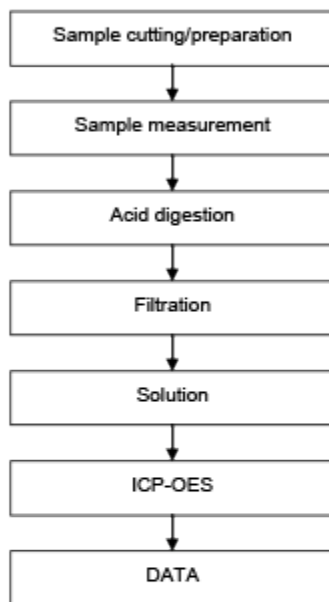 Sample cutting/preparation
Sample measurement
Acid digestion
Filtration
Solution
ICP-OES
DATA